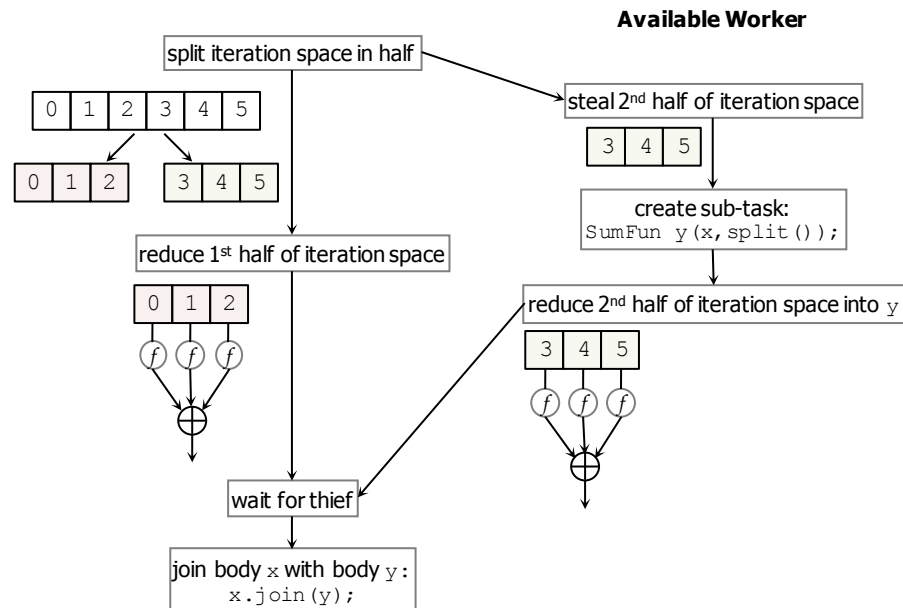 Available Worker
split iteration space in half
0 1 2 3 4 5
0 1 2
3 4 5
steal 2nd half of iteration space
3 4 5
create sub-task:
SumFun y(x,split());
reduce 1st half of iteration space
0 1 2
f f f
reduce 2nd half of iteration space into y
3 4 5
f f f
wait for thief
join body x with body y:
x.join(y);